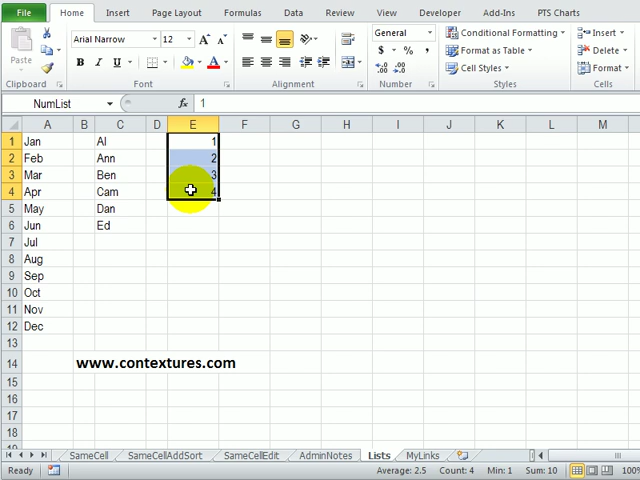 File Home Insert Page Layout Formulas Data Review View Developer Add-Ins PTS Charts
Paste
Clipboard
Arial Narrow 12 A A
B I U A
Font
Alignment
General
$ % ,
.0 .00 .00 .0
Number
Conditional Formatting
Format as Table
Cell Styles
Styles
Insert
Delete
Format
Cells
NumList fx 1
A B C D E F G H I J K L M
1 Jan Al 1
2 Feb Ann 2
3 Mar Ben 3
4 Apr Cam 4
5 May Dan
6 Jun Ed
7 Jul
8 Aug
9 Sep
10 Oct
11 Nov
12 Dec
13
14 www.contextures.com
15
16
17
18
SameCell SameCellAddSort SameCellEdit AdminNotes Lists MyLinks
Ready Average: 2.5 Count: 4 Min: 1 Sum: 10 100%